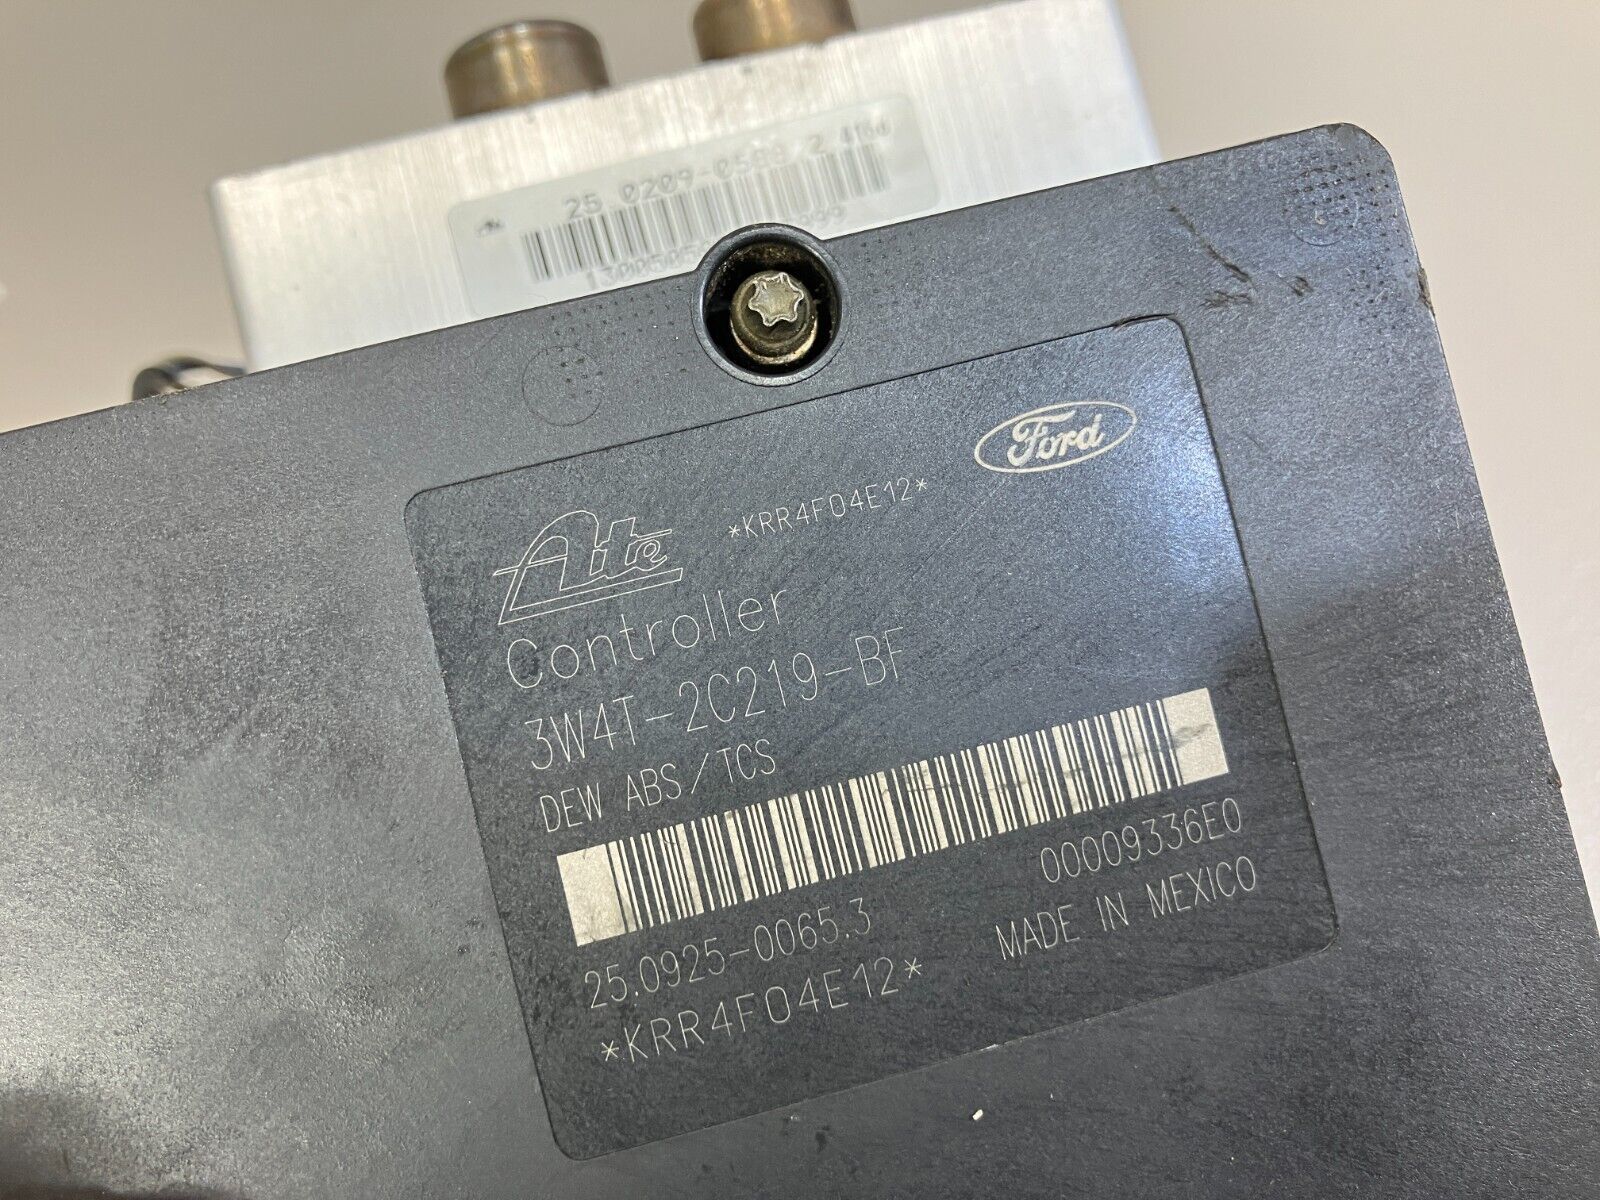 25.0209-0588
Ate
*KRR4F04E12*
Ford
Controller
3W4T-2C219-BF
DEW ABS/TCS
00009336E0
25.0925-0065.3
MADE IN MEXICO
*KRR4F04E12*